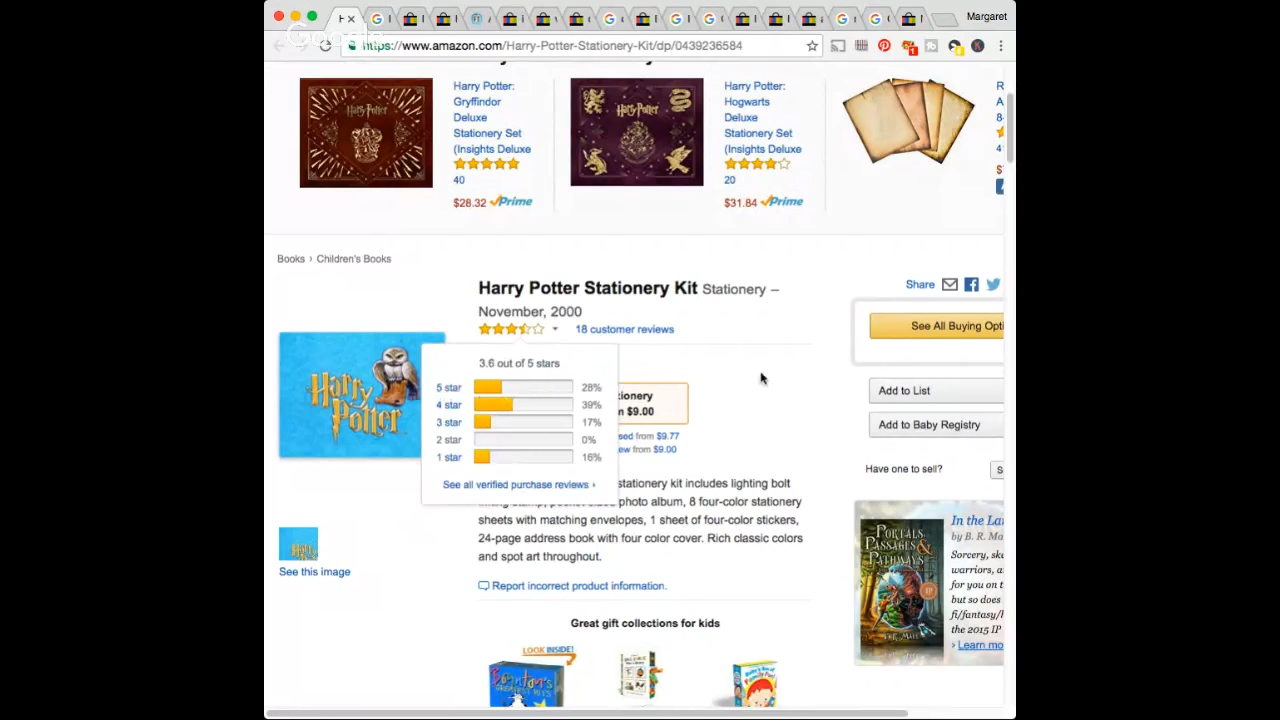 Margaret
Google
https://www.amazon.com/Harry-Potter-Stationery-Kit/dp/0439236584
Harry Potter:
Gryffindor
Deluxe
Stationery Set
(Insights Deluxe
40
$28.32 Prime
Harry Potter:
Hogwarts
Deluxe
Stationery Set
(Insights Deluxe
20
$31.84 Prime
Books › Children's Books
Harry Potter Stationery Kit Stationery –
November, 2000
18 customer reviews
3.6 out of 5 stars
5 star 28%
4 star 39%
3 star 17%
2 star 0%
1 star 16%
See all verified purchase reviews ›
$9.00
from $9.77
from $9.00
Harry Potter
stationery kit includes lighting bolt
photo album, 8 four-color stationery
sheets with matching envelopes, 1 sheet of four-color stickers,
24-page address book with four color cover. Rich classic colors
and spot art throughout.
See this image
Report incorrect product information.
Great gift collections for kids
LOOK INSIDE!
Share
See All Buying Opti
Add to List
Add to Baby Registry
Have one to sell?
PORTALS,
PASSAGES &
PATHWAYS
In the La
by B. R. Ma
Sorcery, sk
warriors, a
for you on t
but so does
fi/fantasy/
the 2015 IP
› Learn mo